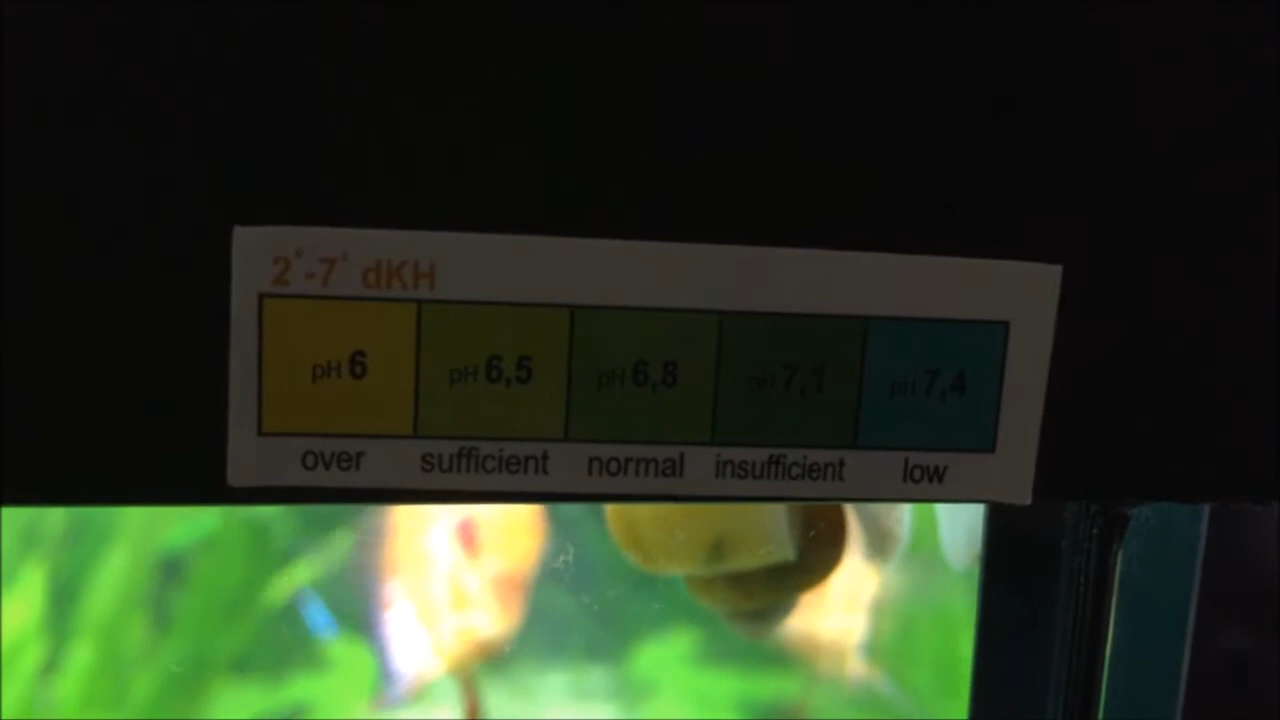 2°-7° dKH
pH 6 pH 6,5 pH 6,8 pH 7,1 pH 7,4
over sufficient normal insufficient low